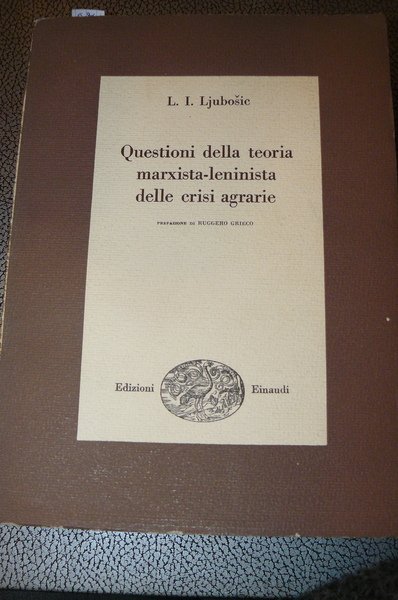 L. I. Ljubošic
Questioni della teoria
marxista-leninista
delle crisi agrarie
PREFAZIONE DI RUGGERO GRIECO
Edizioni Einaudi